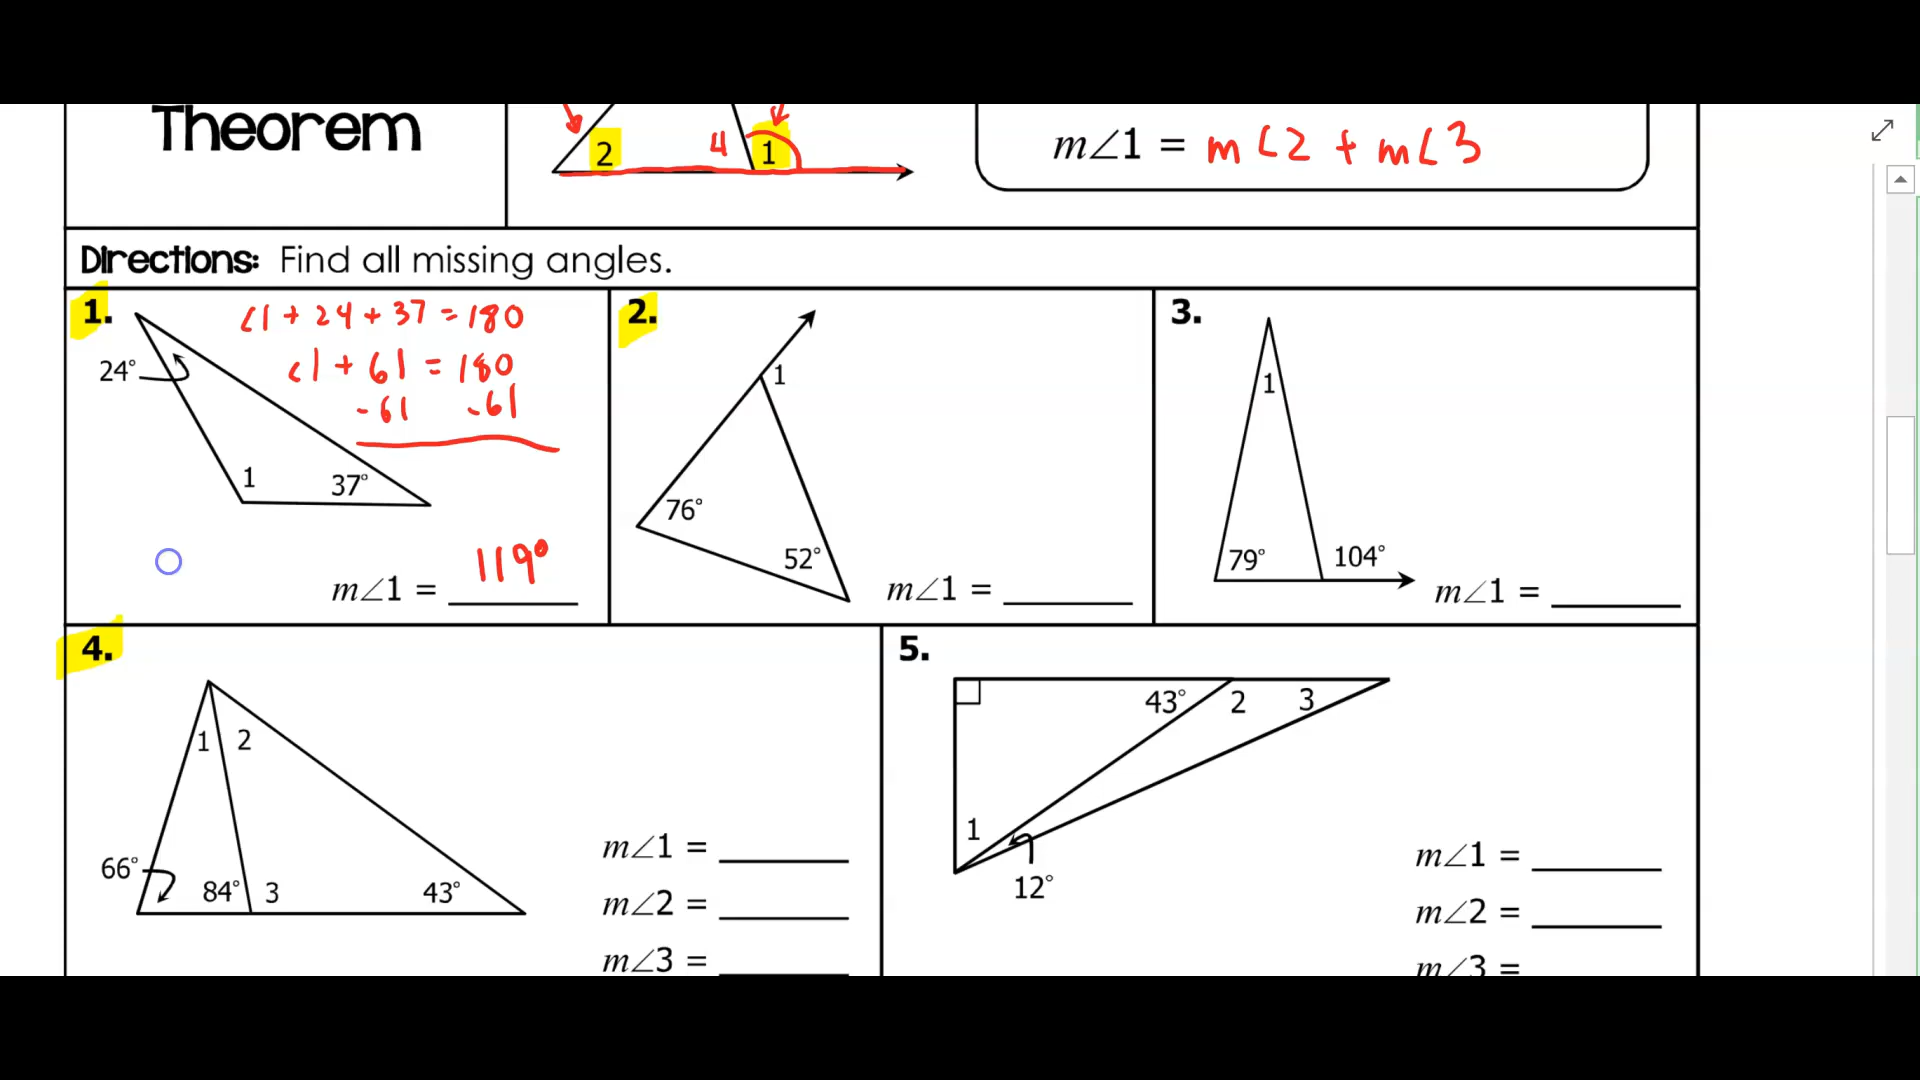 Theorem
2
4
1
m∠1 = m∠2 + m∠3
Directions: Find all missing angles.
1.
∠1 + 24 + 37 = 180
∠1 + 61 = 180
-61 -61
24°
1
37°
m∠1 = 119°
2.
1
76°
52°
m∠1 =
3.
1
79°
104°
m∠1 =
4.
1 2
66°
84° 3
43°
m∠1 =
m∠2 =
m∠3 =
5.
43° 2 3
1
12°
m∠1 =
m∠2 =
m∠3 =